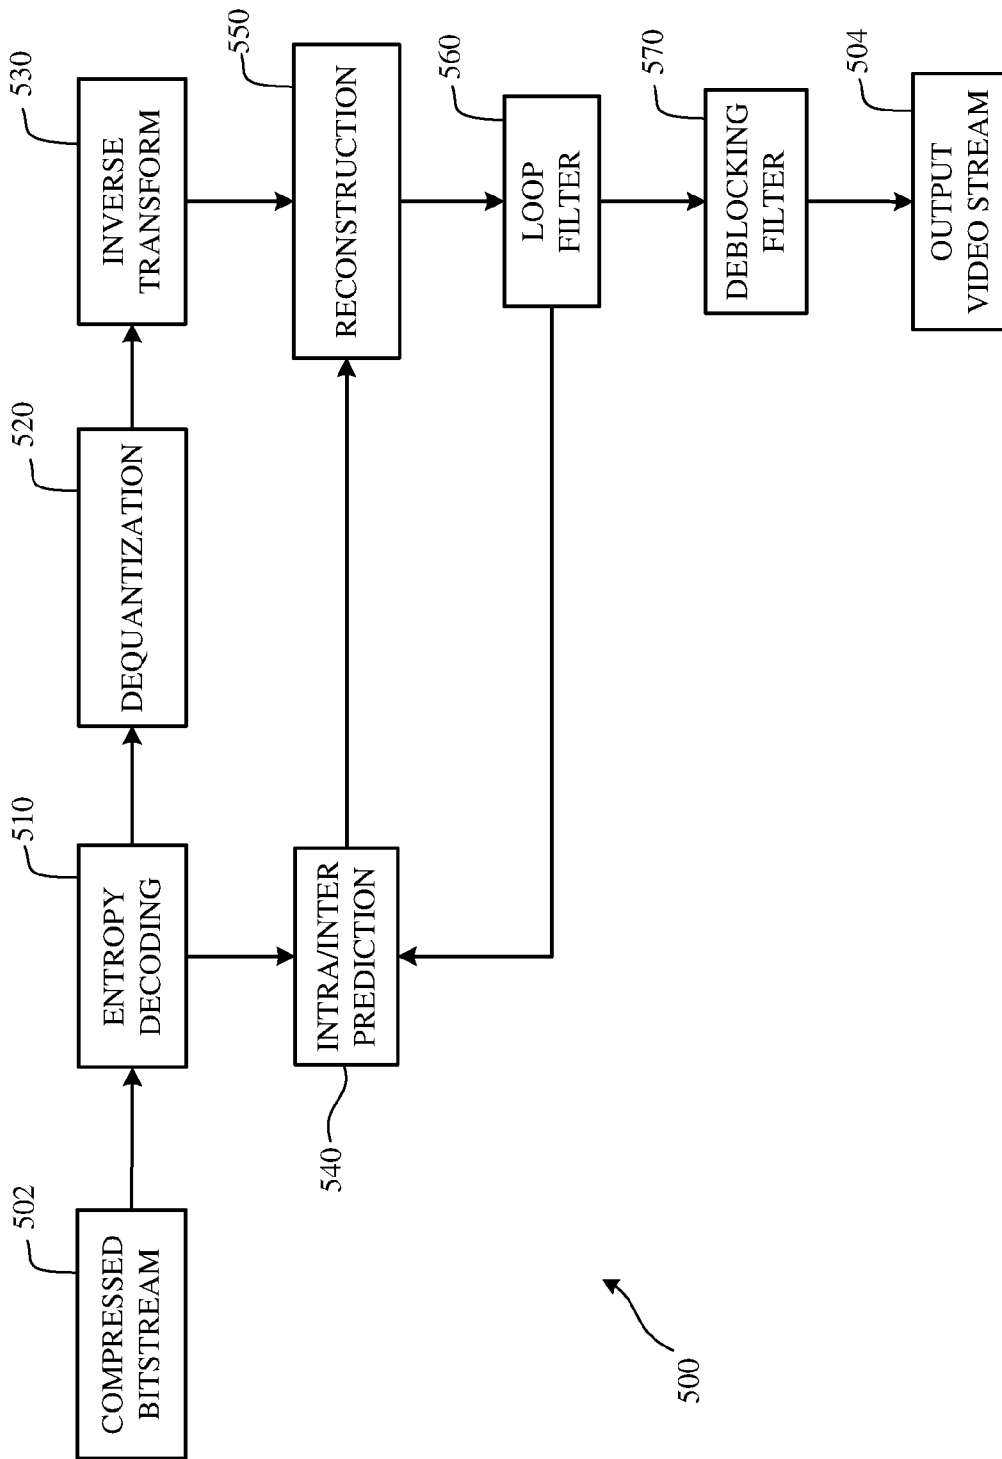 502
COMPRESSED
BITSTREAM
510
ENTROPY
DECODING
520
DEQUANTIZATION
530
INVERSE
TRANSFORM
540
INTRA/INTER
PREDICTION
550
RECONSTRUCTION
560
LOOP
FILTER
570
DEBLOCKING
FILTER
504
OUTPUT
VIDEO STREAM
500